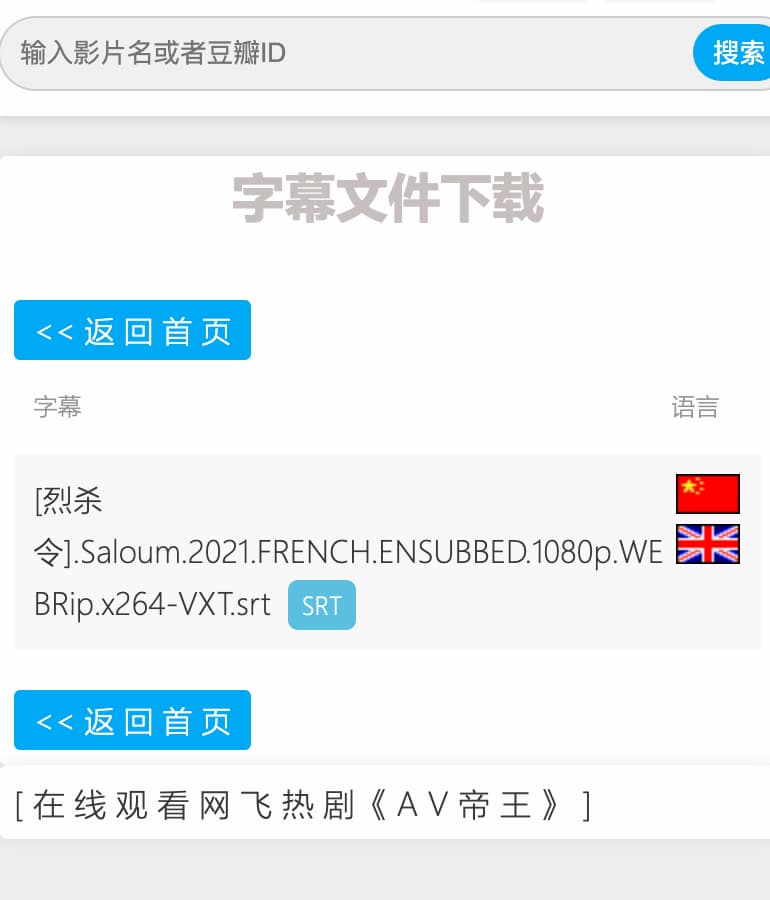 输入影片名或者豆瓣ID
搜索
字幕文件下载
<< 返回首页
字幕
语言
[烈杀
令].Saloum.2021.FRENCH.ENSUBBED.1080p.WE
BRip.x264-VXT.srt SRT
<< 返回首页
[在线观看网飞热剧《AV帝王》]